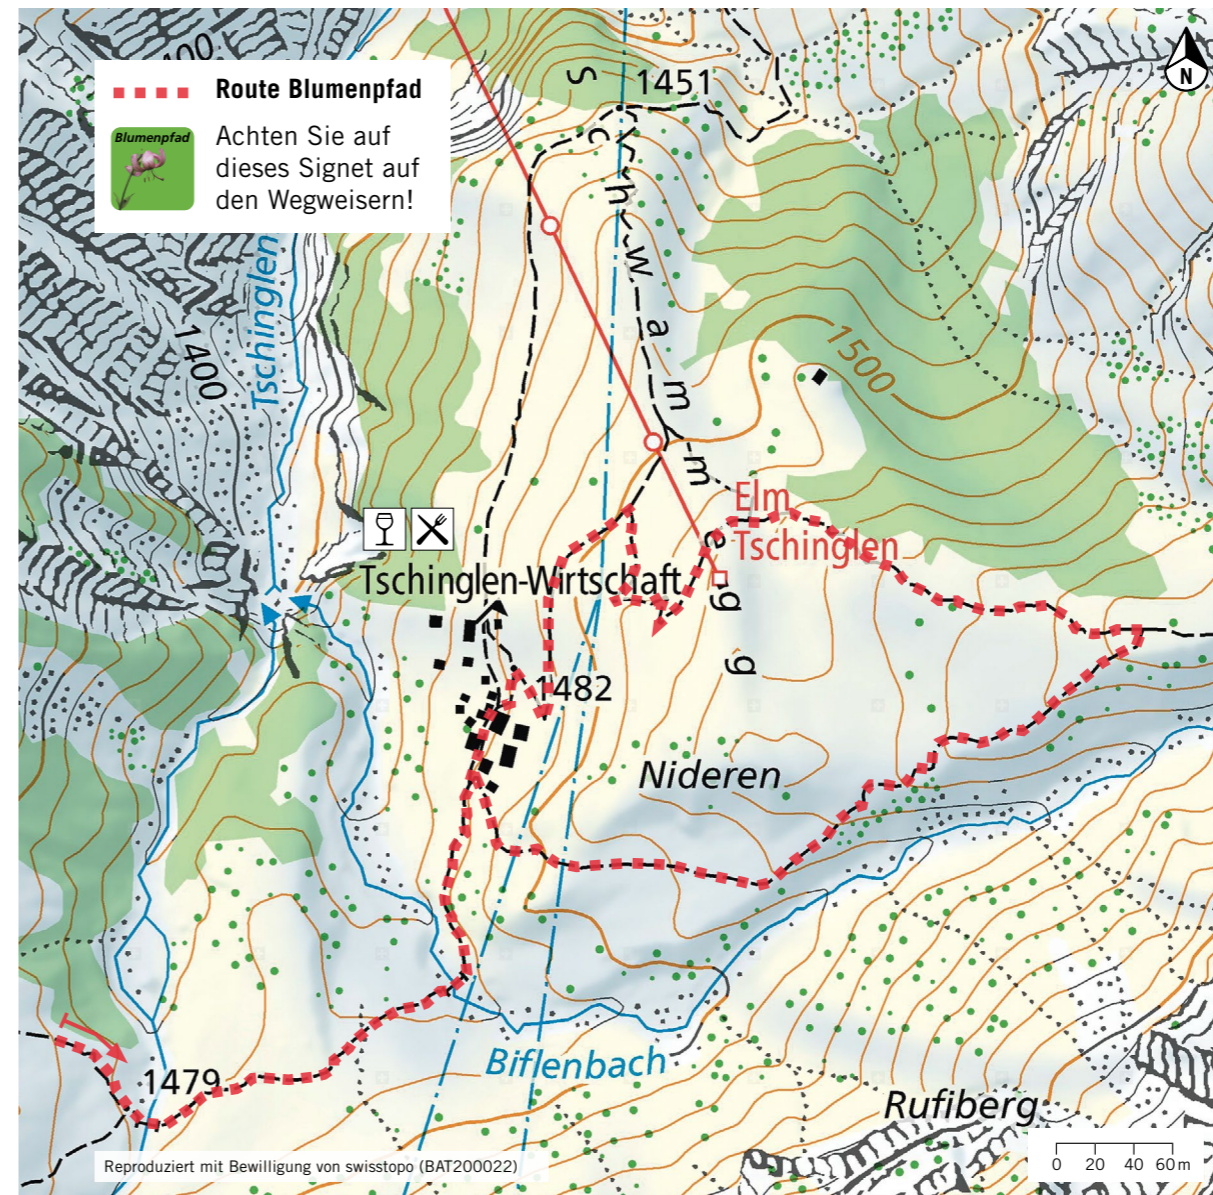 400
Route Blumenpfad
Blumenpfad
Achten Sie auf
dieses Signet auf
den Wegweisern!
N
1451
Schwammegg
Tschinglen
1400
1500
Elm
Tschinglen
Tschinglen-Wirtschaft
1482
Nideren
Biflenbach
1479
Rufiberg
Reproduziert mit Bewilligung von swisstopo (BAT200022)
0 20 40 60 m